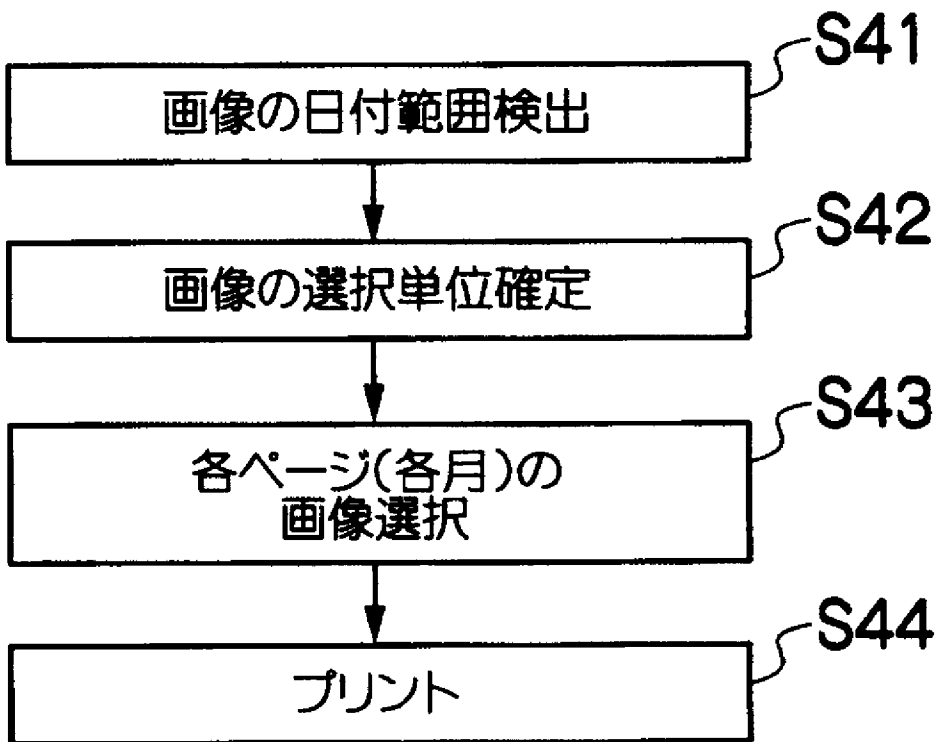 S41
画像の日付範囲検出
S42
画像の選択単位確定
S43
各ページ(各月)の
画像選択
S44
プリント